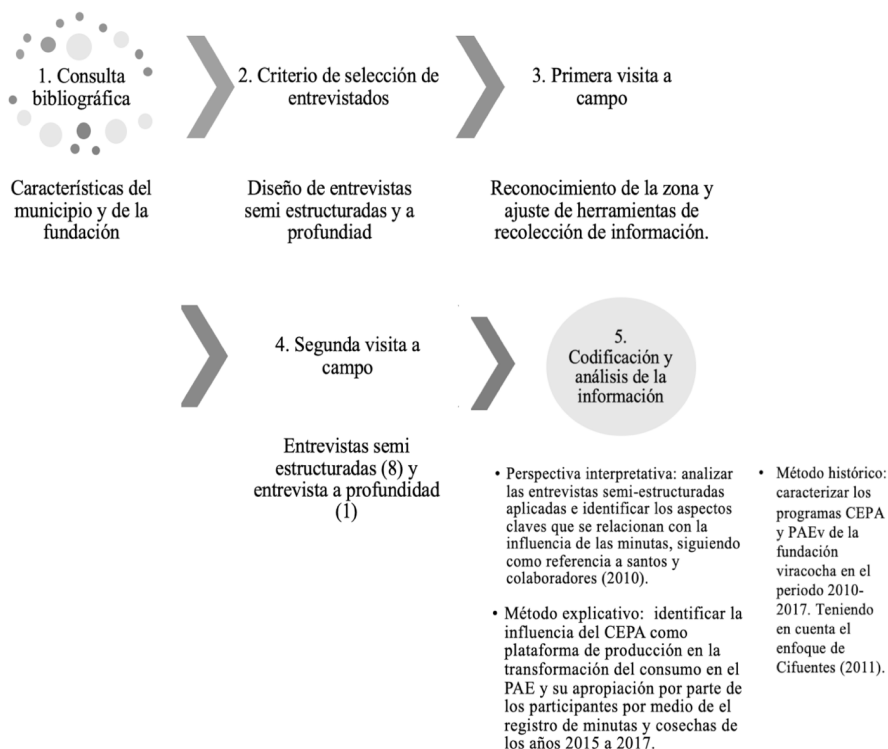 1. Consulta
bibliográfica
2. Criterio de selección de
entrevistados
3. Primera visita a
campo
Características del
municipio y de la
fundación
Diseño de entrevistas
semi estructuradas y a
profundiad
Reconocimiento de la zona y
ajuste de herramientas de
recolección de información.
4. Segunda visita a
campo
5.
Codificación y
análisis de la
información
Entrevistas semi
estructuradas (8) y
entrevista a profundidad
(1)
• Perspectiva interpretativa: analizar
las entrevistas semi-estructuradas
aplicadas e identificar los aspectos
claves que se relacionan con la
influencia de las minutas, siguiendo
como referencia a santos y
colaboradores (2010).
• Método explicativo: identificar la
influencia del CEPA como
plataforma de producción en la
transformación del consumo en el
PAE y su apropiación por parte de
los participantes por medio de el
registro de minutas y cosechas de
los años 2015 a 2017.
• Método histórico:
caracterizar los
programas CEPA
y PAEv de la
fundación
viracocha en el
periodo 2010-
2017. Teniendo
en cuenta el
enfoque de
Cifuentes (2011).